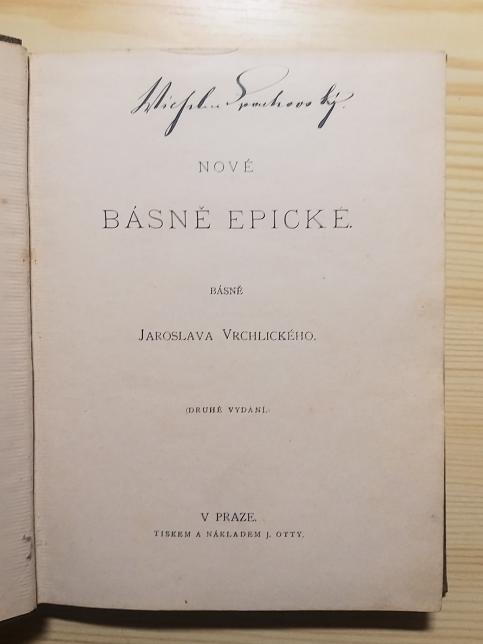 NOVÉ
BÁSNĚ EPICKÉ.
BÁSNĚ
JAROSLAVA VRCHLICKÉHO.
(DRUHÉ VYDÁNÍ.)
V PRAZE.
TISKEM A NÁKLADEM J. OTTY.